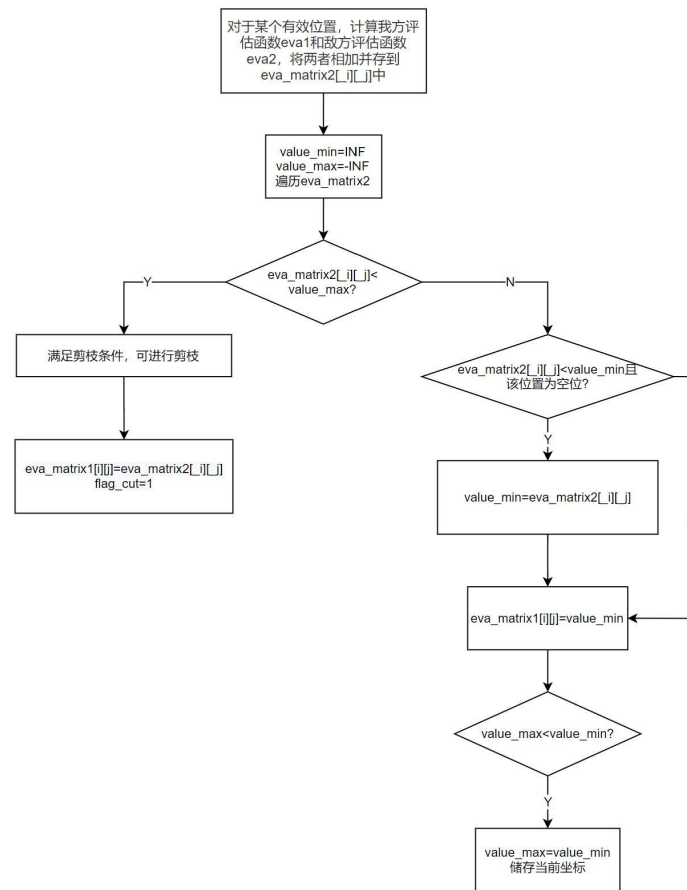 对于某个有效位置，计算我方评
估函数eva1和敌方评估函数
eva2，将两者相加并存到
eva_matrix2[_i][_j]中
value_min=INF
value_max=-INF
遍历eva_matrix2
eva_matrix2[_i][_j]<
value_max?
Y
N
满足剪枝条件，可进行剪枝
eva_matrix2[_i][_j]<value_min且
该位置为空位?
Y
eva_matrix1[i][j]=eva_matrix2[_i][_j]
flag_cut=1
value_min=eva_matrix2[_i][_j]
eva_matrix1[i][j]=value_min
value_max<value_min?
Y
value_max=value_min
储存当前坐标